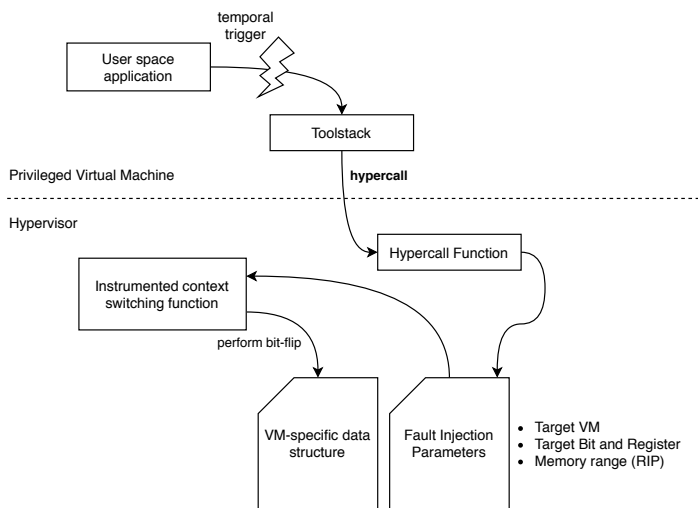 temporal
trigger
User space
application
Toolstack
Privileged Virtual Machine
hypercall
Hypervisor
Hypercall Function
Instrumented context
switching function
perform bit-flip
VM-specific data
structure
Fault Injection
Parameters
• Target VM
• Target Bit and Register
• Memory range (RIP)